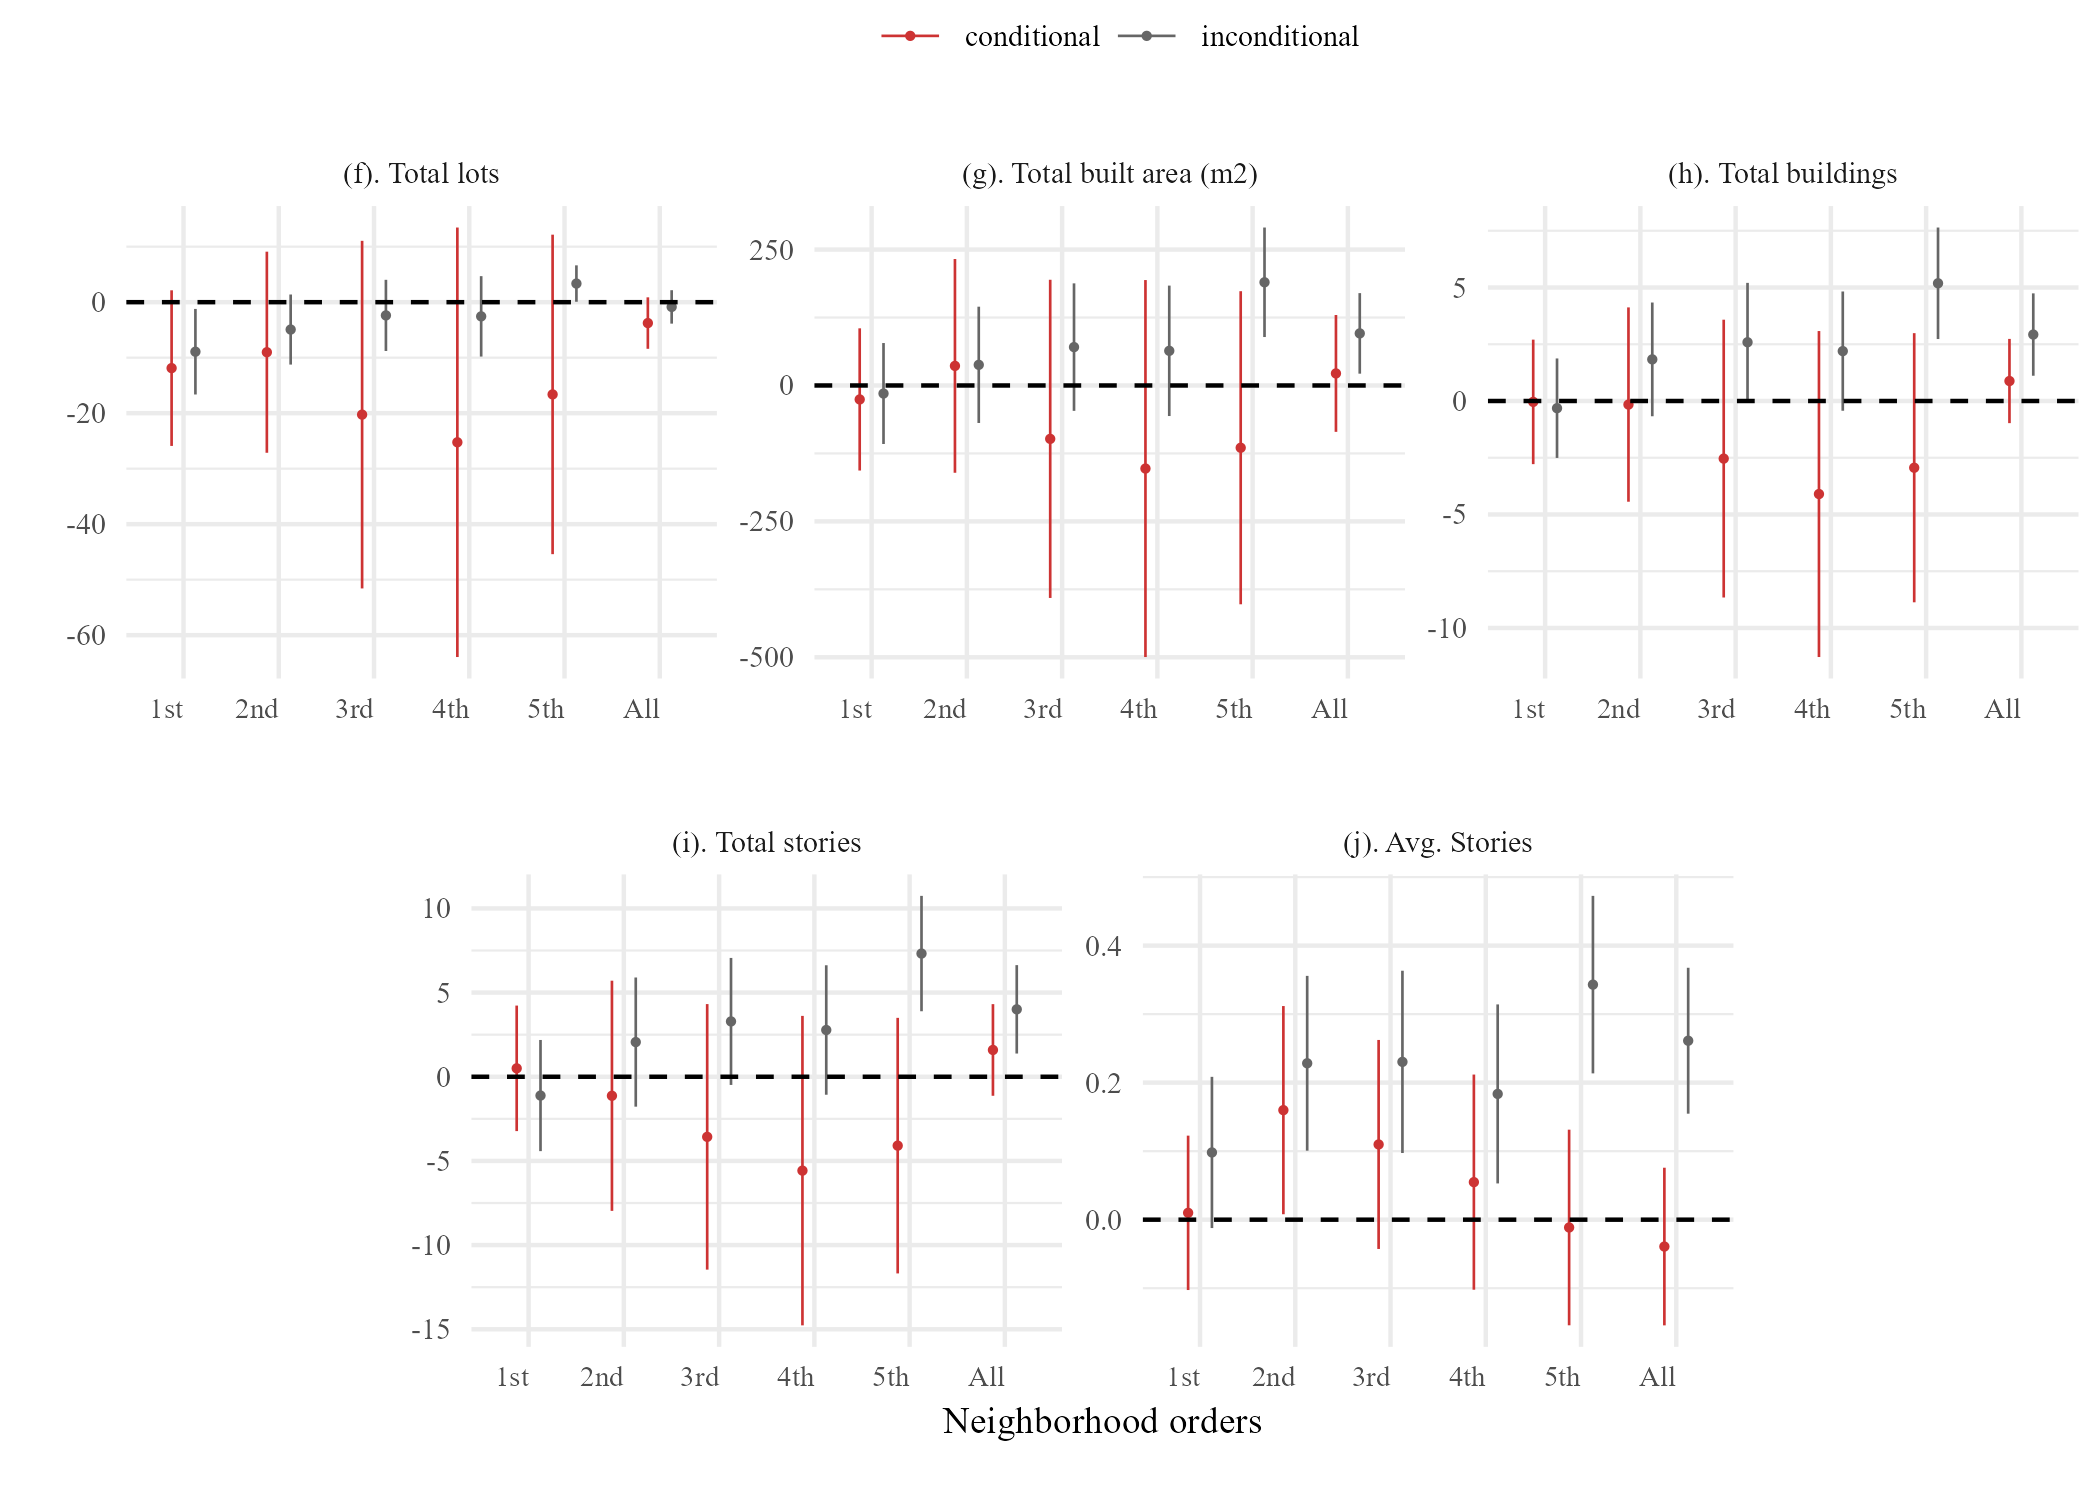 conditional inconditional
(f). Total lots
0
-20
-40
-60
1st 2nd 3rd 4th 5th All
(g). Total built area (m2)
250
0
-250
-500
1st 2nd 3rd 4th 5th All
(h). Total buildings
5
0
-5
-10
1st 2nd 3rd 4th 5th All
(i). Total stories
10
5
0
-5
-10
-15
1st 2nd 3rd 4th 5th All
(j). Avg. Stories
0.4
0.2
0.0
1st 2nd 3rd 4th 5th All
Neighborhood orders